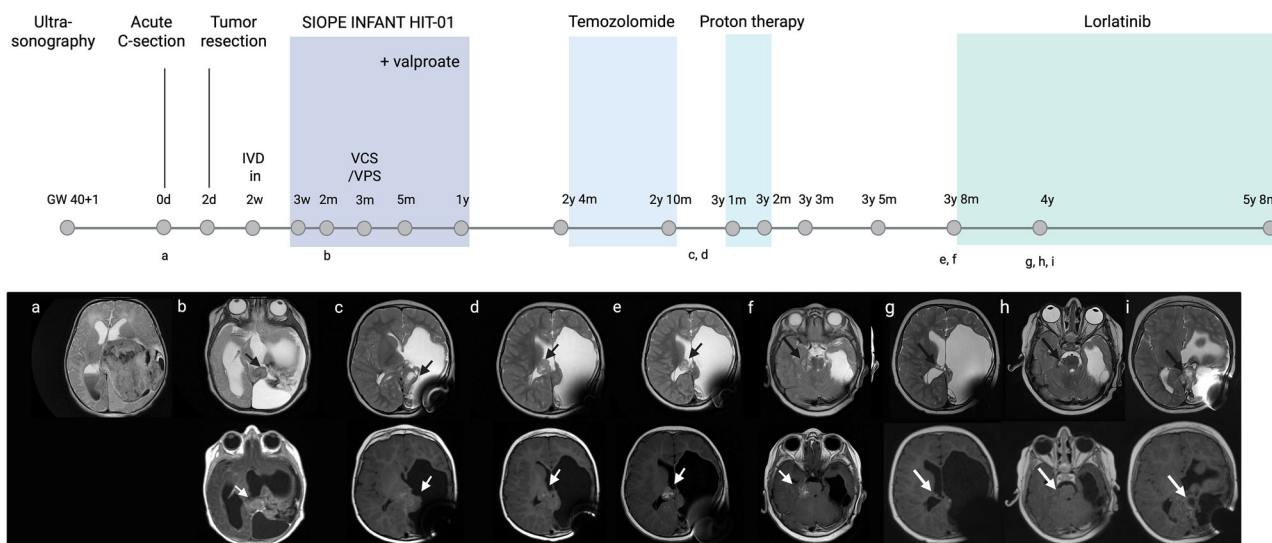 Ultra-
sonography
Acute
C-section
Tumor
resection
SIOPE INFANT HIT-01
+ valproate
Temozolomide
Proton therapy
Lorlatinib
IVD
in
VCS
/VPS
GW 40+1
0d
2d
2w
3w
2m
3m
5m
1y
2y 4m
2y 10m
3y 1m
3y 2m
3y 3m
3y 5m
3y 8m
4y
5y 8m
a
b
c, d
e, f
g, h, i
a
b
c
d
e
f
g
h
i